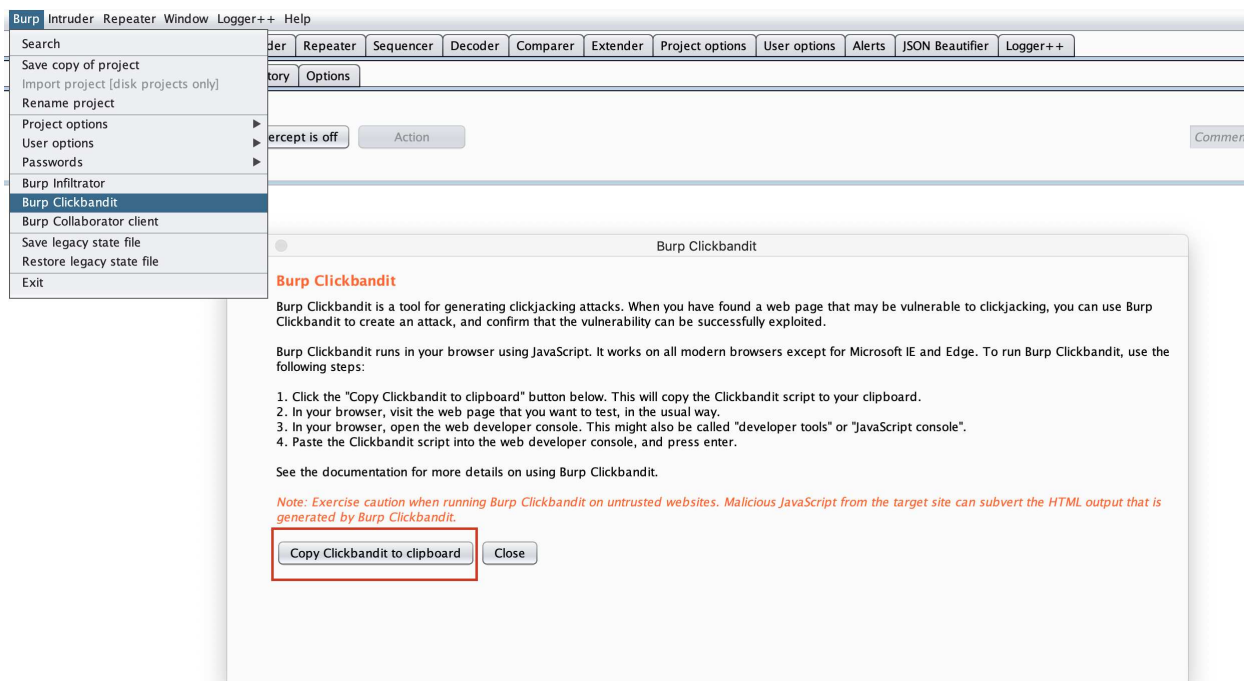 Burp Intruder Repeater Window Logger++ Help
Search
Save copy of project
Import project [disk projects only]
Rename project
Project options
User options
Passwords
Burp Infiltrator
Burp Clickbandit
Burp Collaborator client
Save legacy state file
Restore legacy state file
Exit
der Repeater Sequencer Decoder Comparer Extender Project options User options Alerts JSON Beautifier Logger++
tory Options
ercept is off Action Commen
Burp Clickbandit
Burp Clickbandit
Burp Clickbandit is a tool for generating clickjacking attacks. When you have found a web page that may be vulnerable to clickjacking, you can use Burp
Clickbandit to create an attack, and confirm that the vulnerability can be successfully exploited.
Burp Clickbandit runs in your browser using JavaScript. It works on all modern browsers except for Microsoft IE and Edge. To run Burp Clickbandit, use the
following steps:
1. Click the "Copy Clickbandit to clipboard" button below. This will copy the Clickbandit script to your clipboard.
2. In your browser, visit the web page that you want to test, in the usual way.
3. In your browser, open the web developer console. This might also be called "developer tools" or "JavaScript console".
4. Paste the Clickbandit script into the web developer console, and press enter.
See the documentation for more details on using Burp Clickbandit.
Note: Exercise caution when running Burp Clickbandit on untrusted websites. Malicious JavaScript from the target site can subvert the HTML output that is
generated by Burp Clickbandit.
Copy Clickbandit to clipboard Close